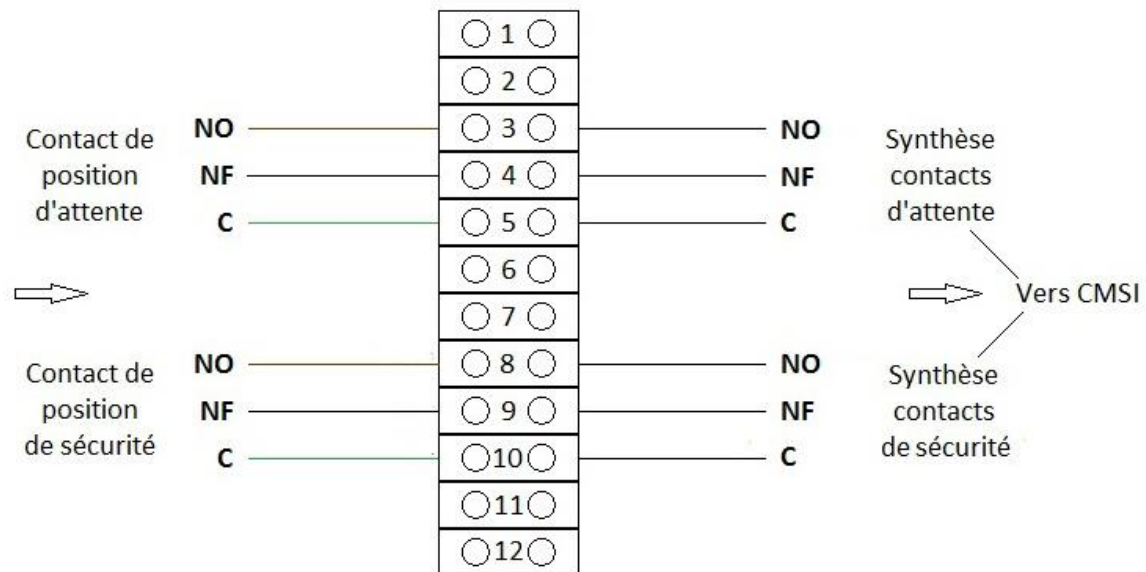 1
2
NO 3 NO
NF 4 NF
C 5 C
Contact de
position
d'attente
Synthèse
contacts
d'attente
6
Vers CMSI
7
NO 8 NO
NF 9 NF
C 10 C
Contact de
position
de sécurité
Synthèse
contacts
de sécurité
11
12